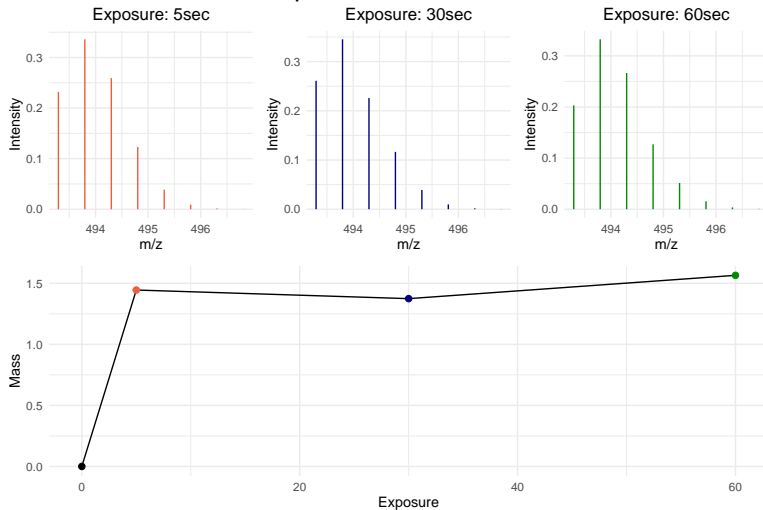 Exposure: 5sec
Exposure: 30sec
Exposure: 60sec
0.3
0.2
0.1
0.0
Intensity
494
495
496
m/z
0.3
0.2
0.1
0.0
Intensity
494
495
496
m/z
0.3
0.2
0.1
0.0
Intensity
494
495
496
m/z
1.5
1.0
0.5
0.0
Mass
0
20
40
60
Exposure